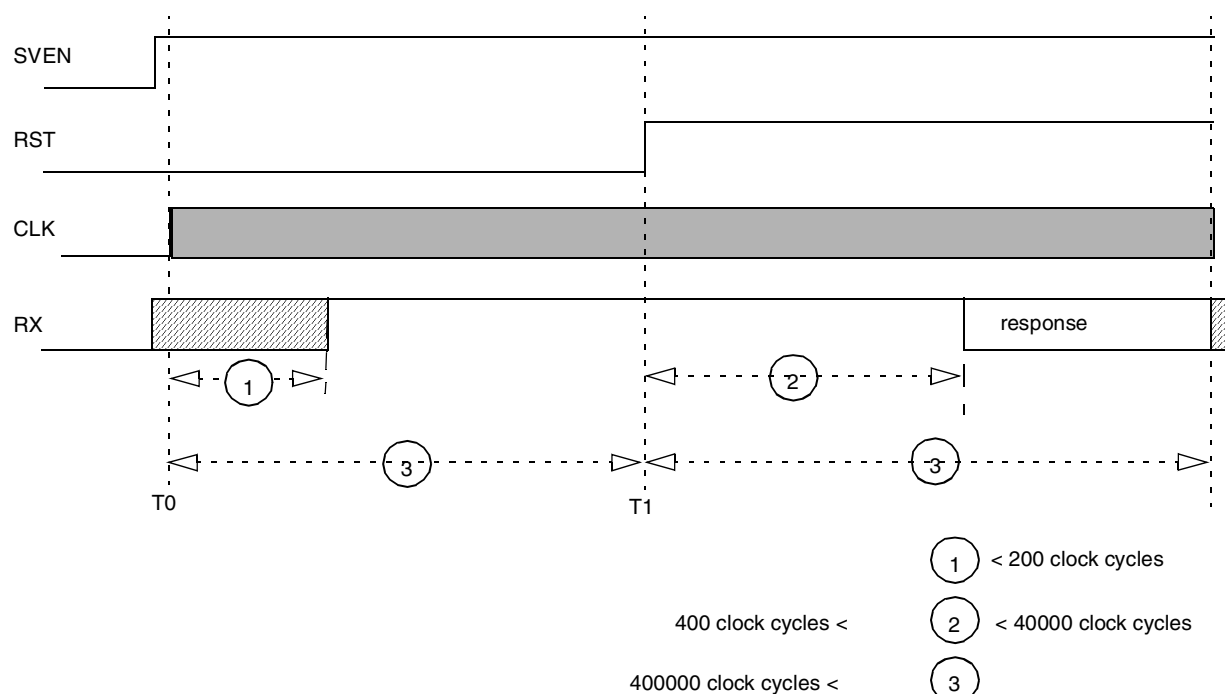 SVEN
RST
CLK
RX
response
1
2
3
3
T0
T1
1 < 200 clock cycles
400 clock cycles < 2 < 40000 clock cycles
400000 clock cycles < 3